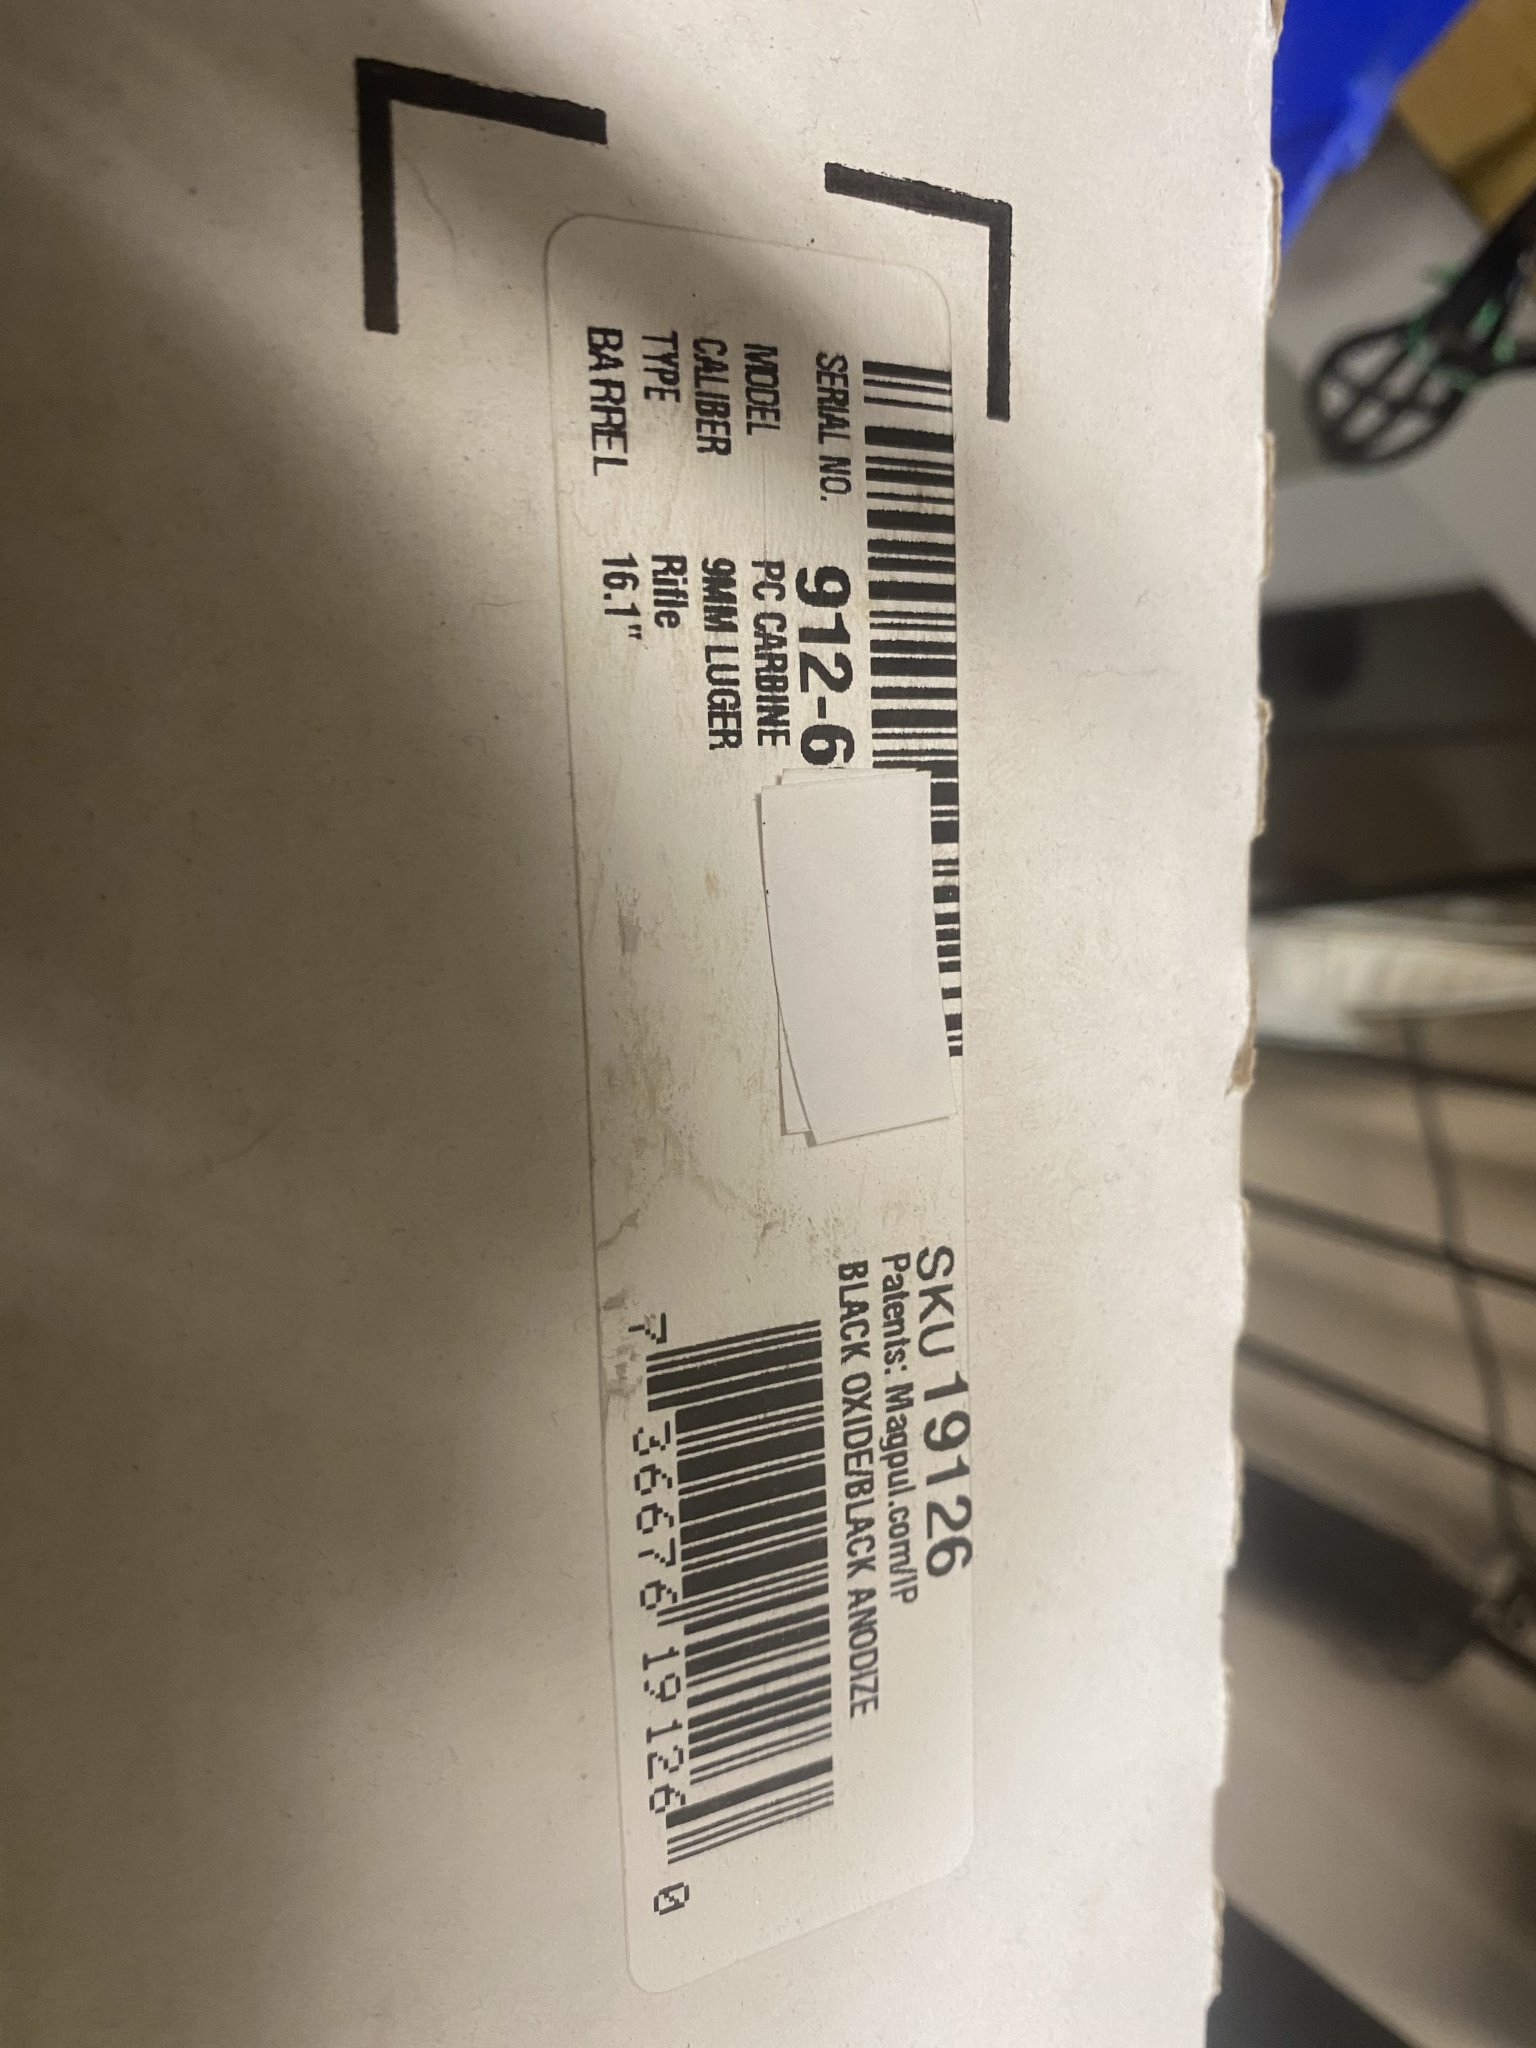 SERIAL NO. 912-6
MODEL PC CARBINE
CALIBER 9MM LUGER
TYPE Rifle
BARREL 16.1"
SKU 19126
Patents: Magpul.com/IP
BLACK OXIDE/BLACK ANODIZE
7 36676 19126 0